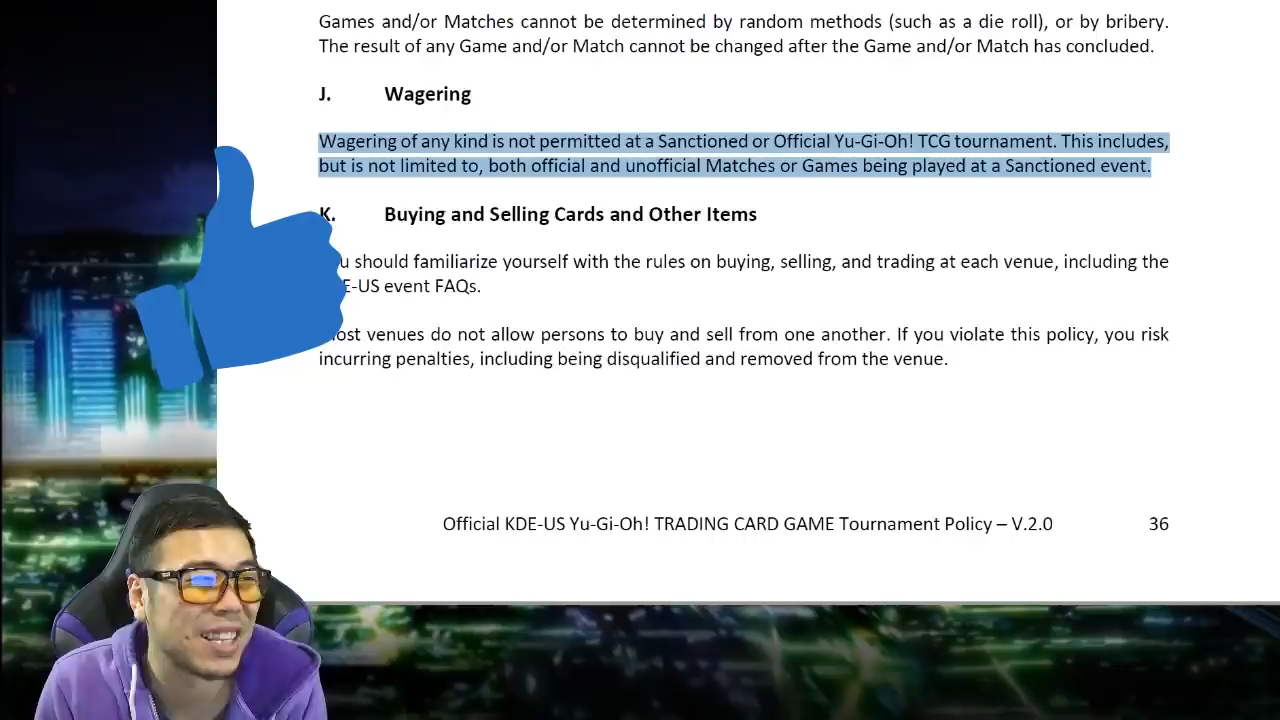 Games and/or Matches cannot be determined by random methods (such as a die roll), or by bribery.
The result of any Game and/or Match cannot be changed after the Game and/or Match has concluded.
J. Wagering
Wagering of any kind is not permitted at a Sanctioned or Official Yu-Gi-Oh! TCG tournament. This includes,
but is not limited to, both official and unofficial Matches or Games being played at a Sanctioned event.
K. Buying and Selling Cards and Other Items
should familiarize yourself with the rules on buying, selling, and trading at each venue, including the
E-US event FAQs.
venues do not allow persons to buy and sell from one another. If you violate this policy, you risk
incurring penalties, including being disqualified and removed from the venue.
Official KDE-US Yu-Gi-Oh! TRADING CARD GAME Tournament Policy – V.2.0 36